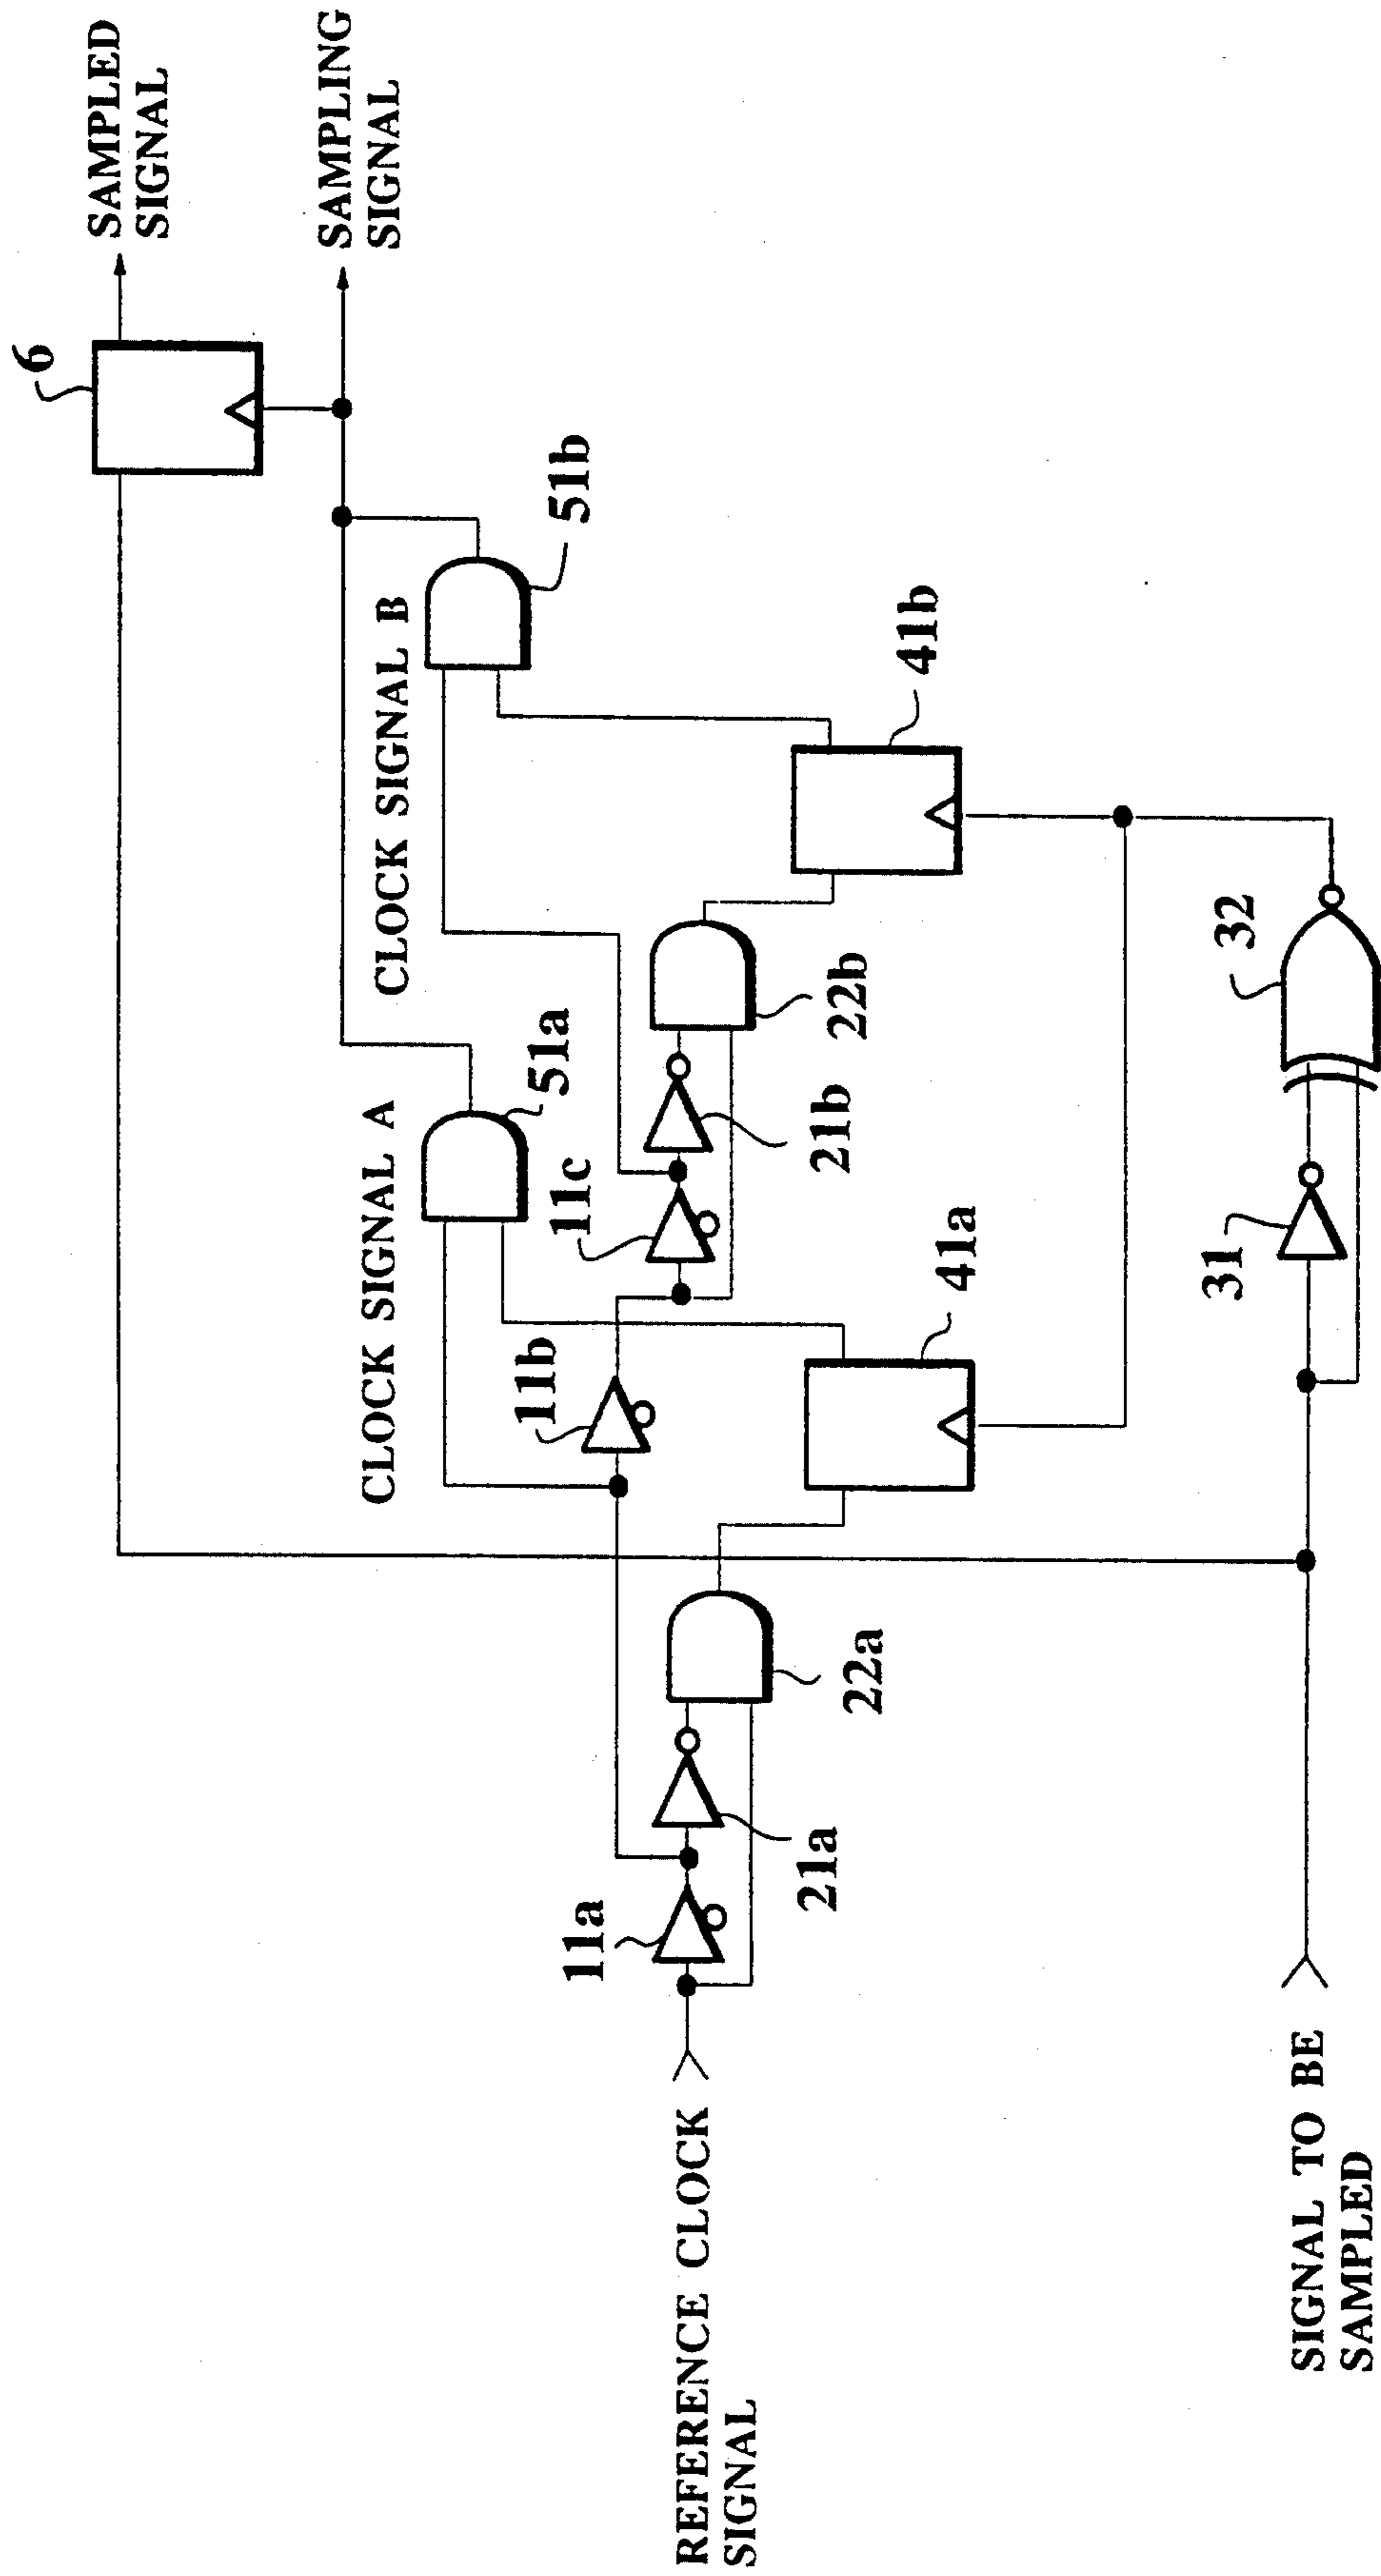 SAMPLED
SIGNAL
SAMPLING
SIGNAL
6
51b
CLOCK SIGNAL B
41b
51a
22b
32
CLOCK SIGNAL A
11c
21b
41a
31
11b
22a
11a
21a
REFERENCE CLOCK
SIGNAL
SIGNAL TO BE
SAMPLED